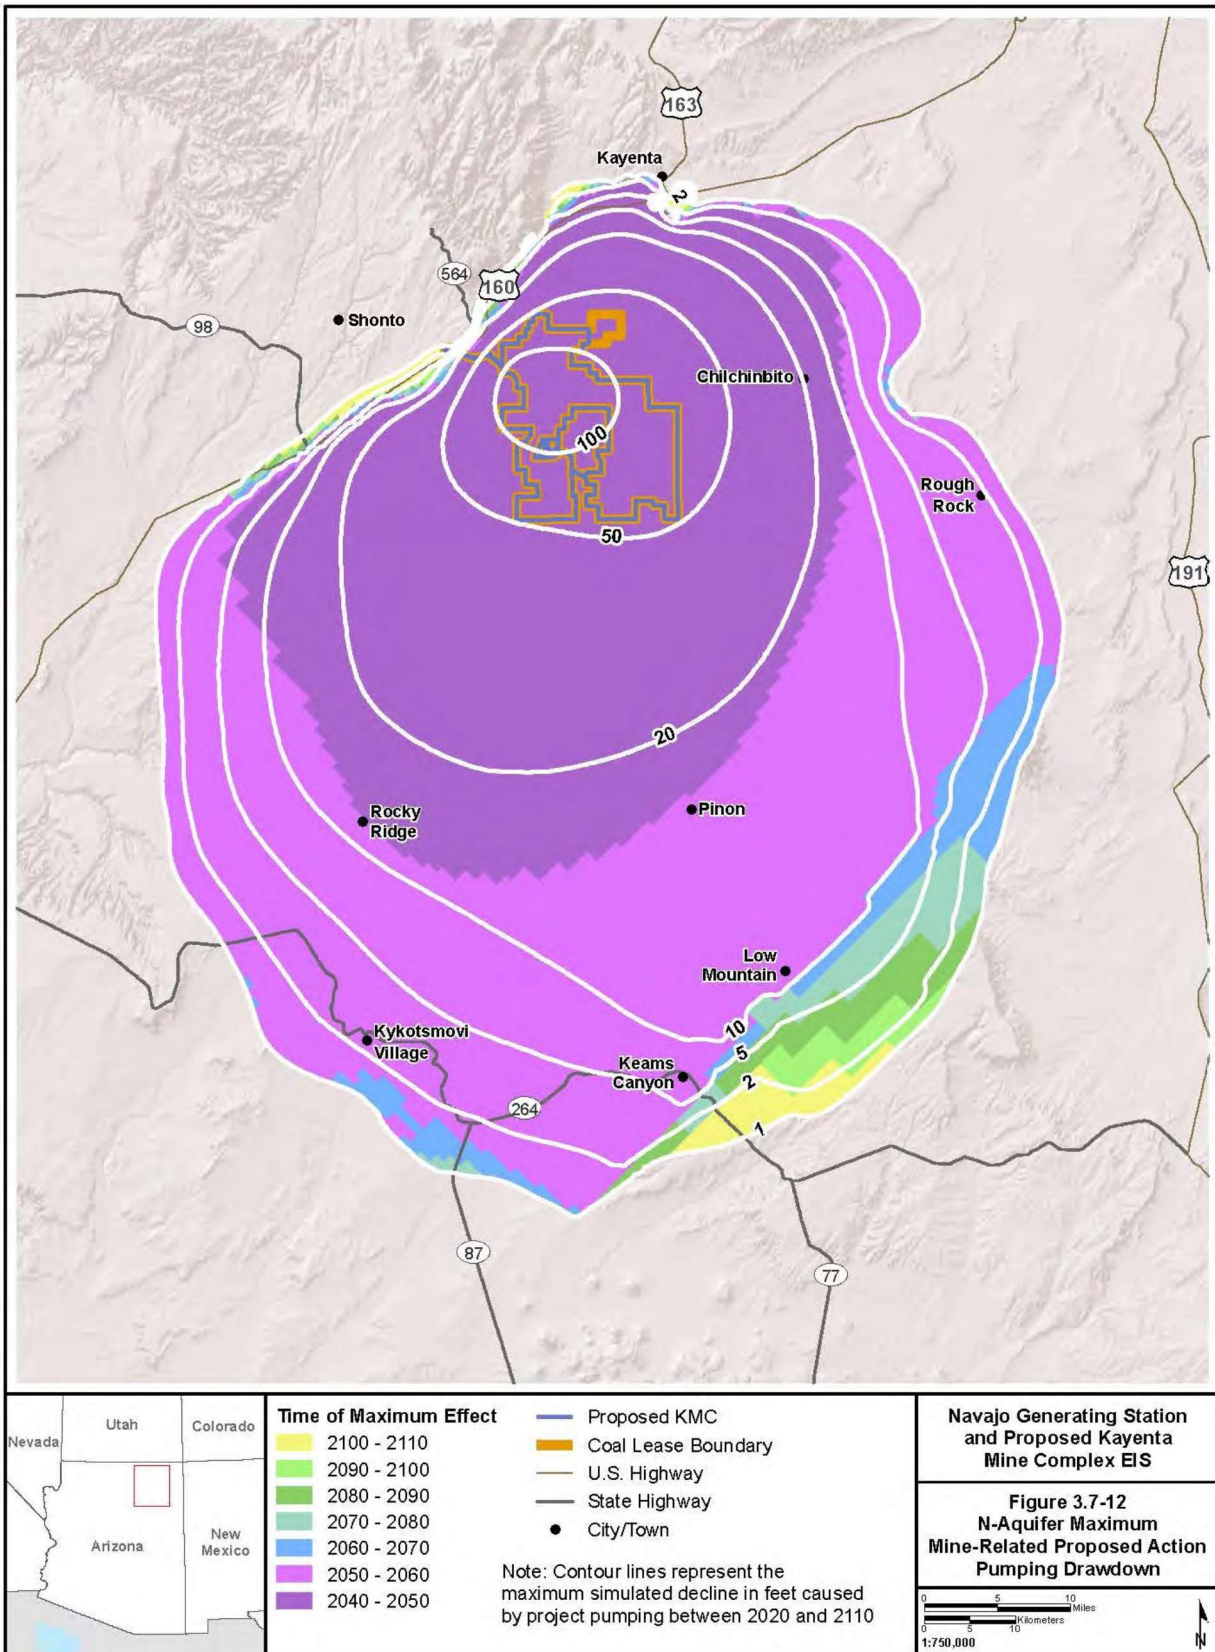 163
Kayenta
2
564
160
98
Shonto
Chilchinbito
100
Rough
Rock
50
191
20
Rocky
Ridge
Pinon
Low
Mountain
10
Kykotsmovi
Village
5
Keams
Canyon
2
264
1
87
77
Utah
Colorado
Nevada
Arizona
New
Mexico
Time of Maximum Effect
2100 - 2110
2090 - 2100
2080 - 2090
2070 - 2080
2060 - 2070
2050 - 2060
2040 - 2050
Proposed KMC
Coal Lease Boundary
U.S. Highway
State Highway
City/Town
Note: Contour lines represent the
maximum simulated decline in feet caused
by project pumping between 2020 and 2110
Navajo Generating Station
and Proposed Kayenta
Mine Complex EIS
Figure 3.7-12
N-Aquifer Maximum
Mine-Related Proposed Action
Pumping Drawdown
0 5 10
Miles
Kilometers
0 5 10
1:750,000
N